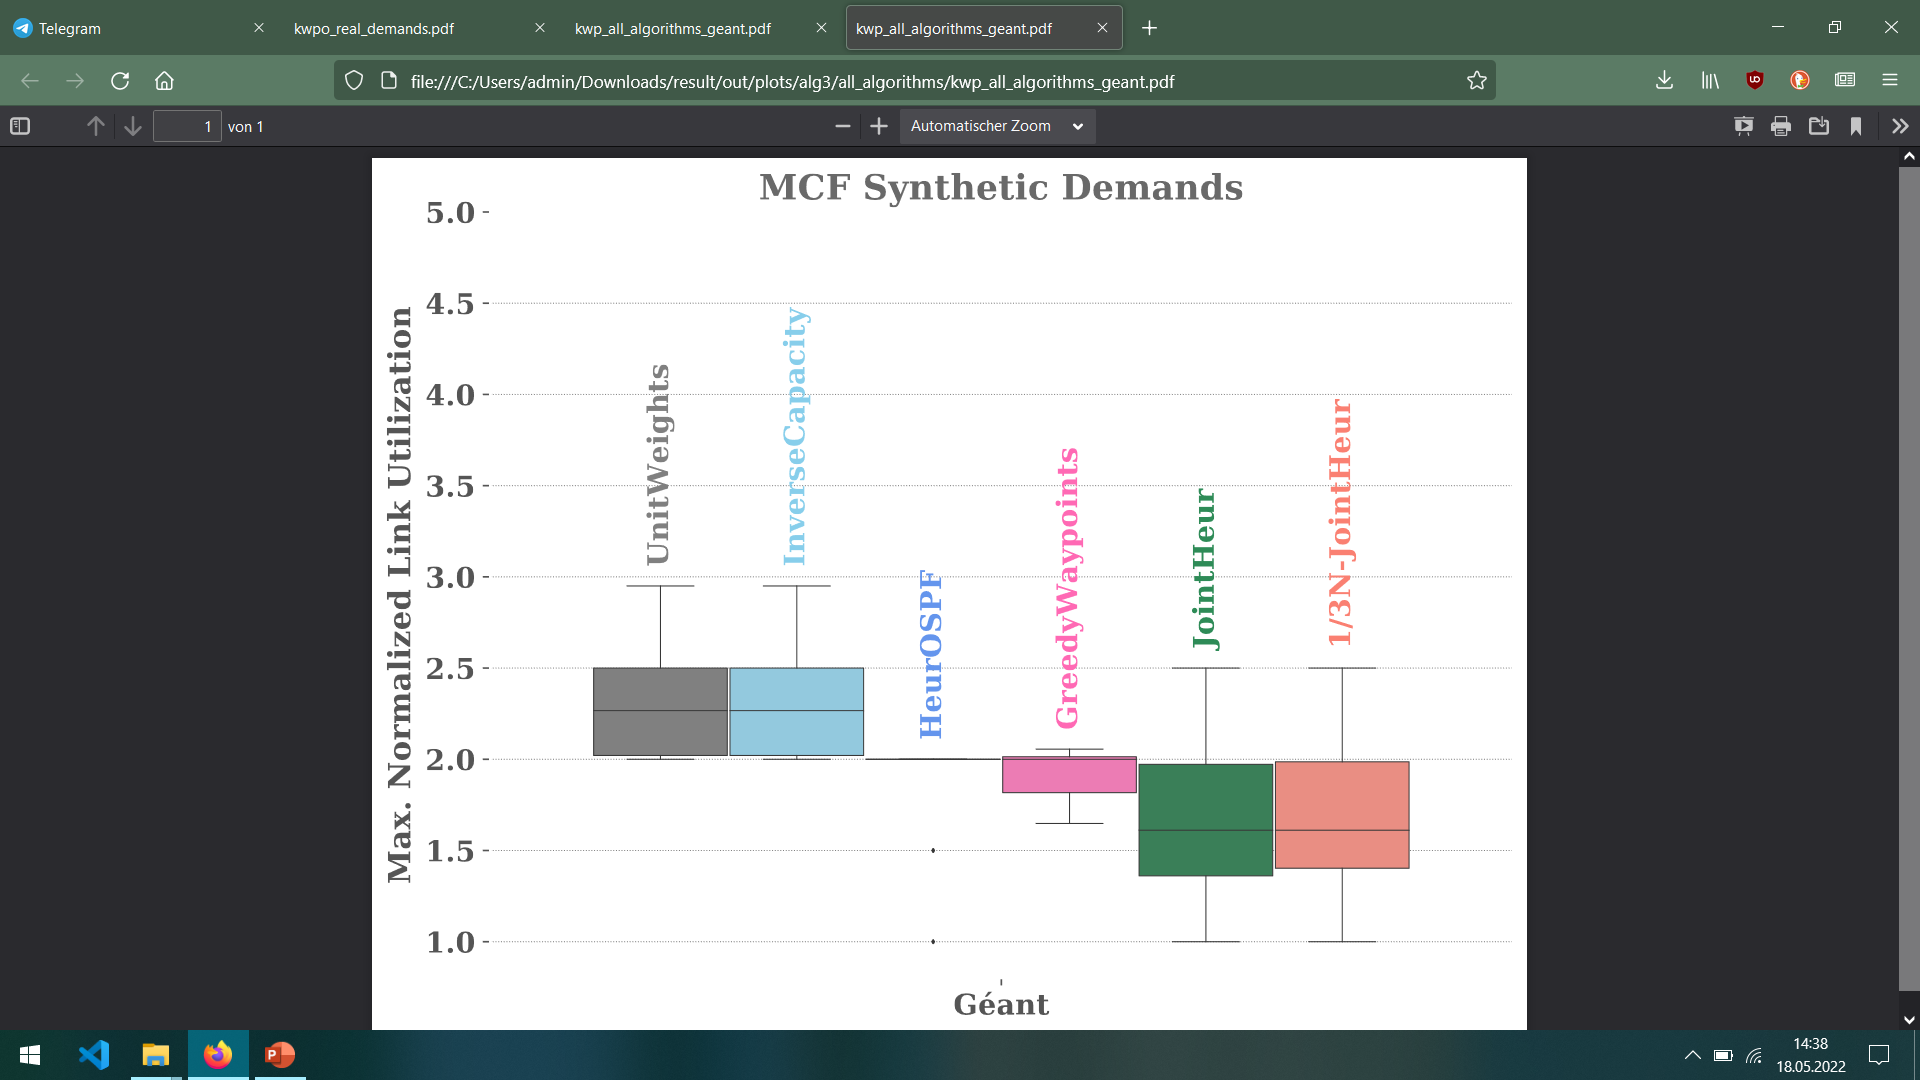 Telegram
kwpo_real_demands.pdf
kwp_all_algorithms_geant.pdf
kwp_all_algorithms_geant.pdf
file:///C:/Users/admin/Downloads/result/out/plots/alg3/all_algorithms/kwp_all_algorithms_geant.pdf
1 von 1
Automatischer Zoom
MCF Synthetic Demands
Max. Normalized Link Utilization
5.0
4.5
4.0
3.5
3.0
2.5
2.0
1.5
1.0
UnitWeights
InverseCapacity
HeurOSPF
GreedyWaypoints
JointHeur
1/3N-JointHeur
Géant
14:38
18.05.2022